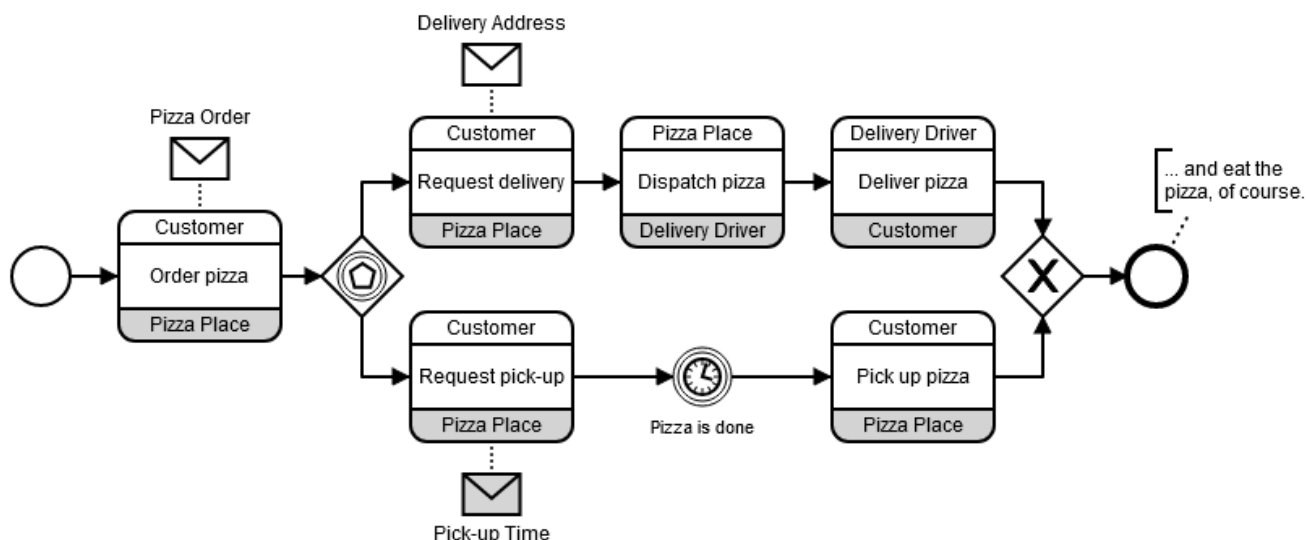 Delivery Address
Pizza Order
Customer
Request delivery
Pizza Place
Pizza Place
Dispatch pizza
Delivery Driver
Delivery Driver
Deliver pizza
Customer
... and eat the
pizza, of course.
Customer
Order pizza
Pizza Place
Customer
Request pick-up
Pizza Place
Pizza is done
Customer
Pick up pizza
Pizza Place
Pick-up Time